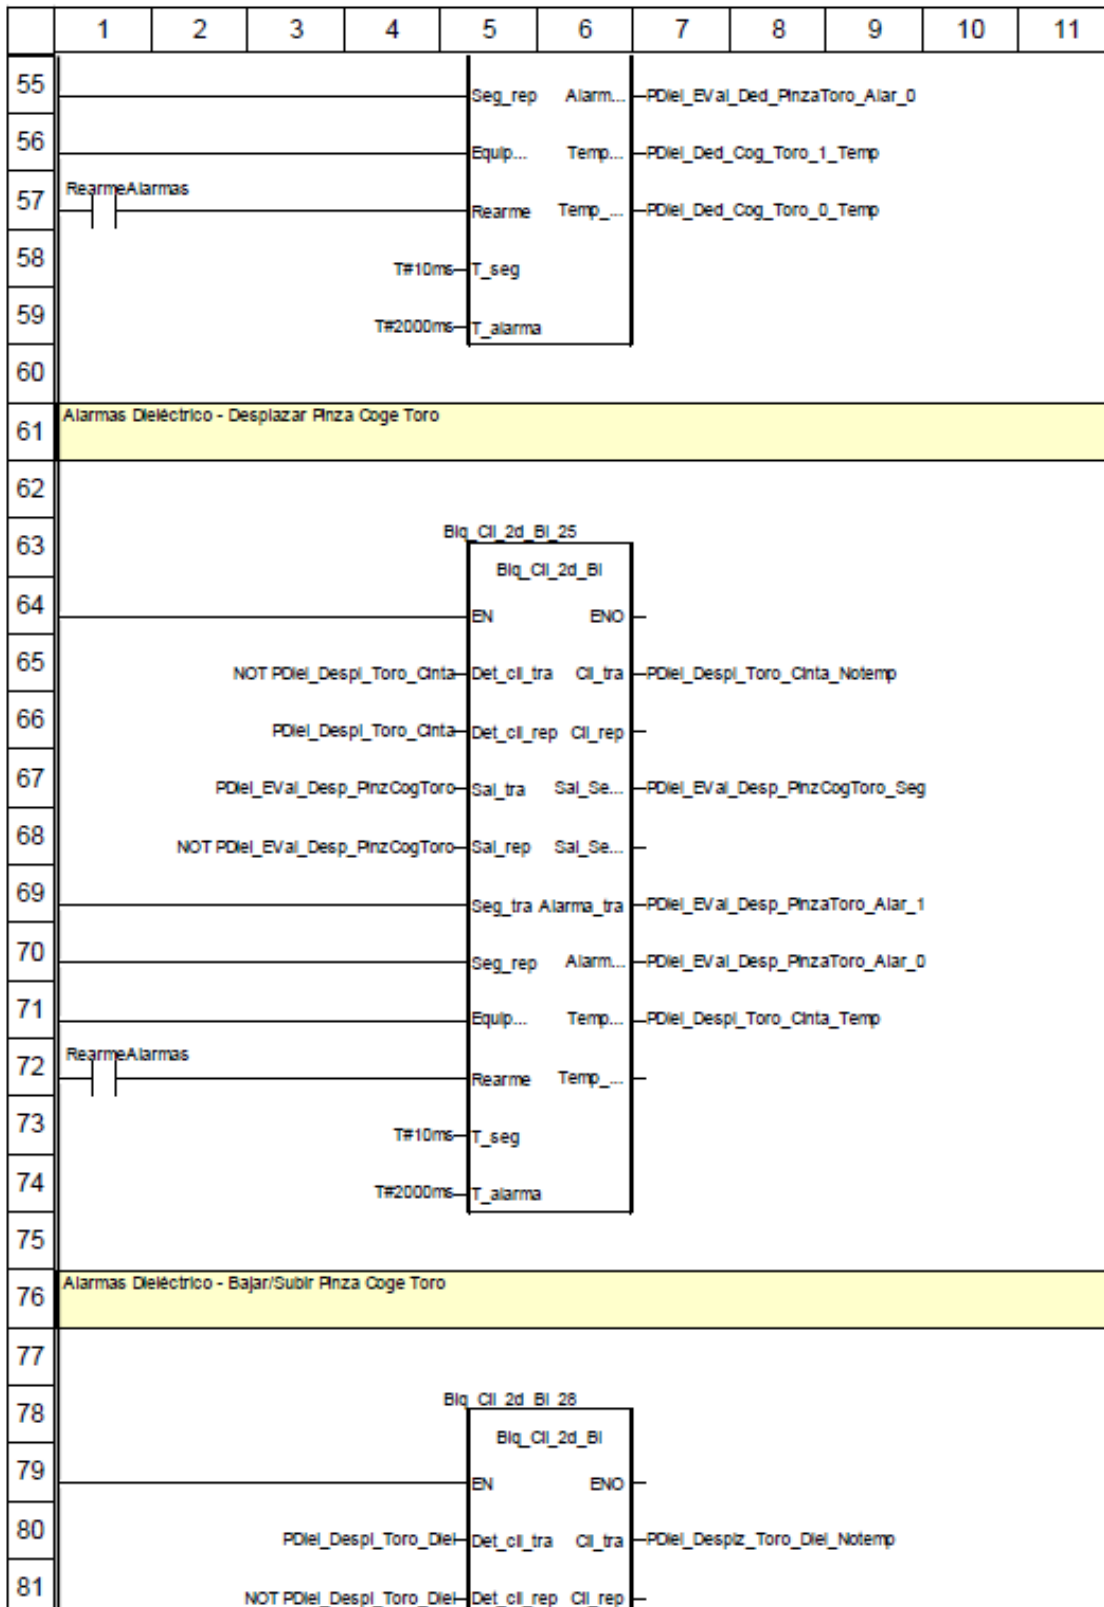 1 2 3 4 5 6 7 8 9 10 11
55 Seg_rep Alarm... PDiel_EVal_Ded_PinzaToro_Alar_0
56 Equip... Temp... PDiel_Ded_Cog_Toro_1_Temp
RearmeAlarmas
57 Rearme Temp_... PDiel_Ded_Cog_Toro_0_Temp
58 T#10ms T_seg
59 T#2000ms T_alarma
60
61 Alarmas Dieléctrico - Desplazar Pinza Coge Toro
62
Blq_Cil_2d_Bi_25
63 Blq_Cil_2d_Bi
64 EN ENO
65 NOT PDiel_Despl_Toro_Cinta Det_cil_tra Cil_tra PDiel_Despl_Toro_Cinta_Notemp
66 PDiel_Despl_Toro_Cinta Det_cil_rep Cil_rep
67 PDiel_EVal_Desp_PinzCogToro Sal_tra Sal_Se... PDiel_EVal_Desp_PinzCogToro_Seg
68 NOT PDiel_EVal_Desp_PinzCogToro Sal_rep Sal_Se...
69 Seg_tra Alarma_tra PDiel_EVal_Desp_PinzaToro_Alar_1
70 Seg_rep Alarm... PDiel_EVal_Desp_PinzaToro_Alar_0
71 Equip... Temp... PDiel_Despl_Toro_Cinta_Temp
RearmeAlarmas
72 Rearme Temp_...
73 T#10ms T_seg
74 T#2000ms T_alarma
75
76 Alarmas Dieléctrico - Bajar/Subir Pinza Coge Toro
77
Blq_Cil_2d_Bi_28
78 Blq_Cil_2d_Bi
79 EN ENO
80 PDiel_Despl_Toro_Diel Det_cil_tra Cil_tra PDiel_Desplz_Toro_Diel_Notemp
81 NOT PDiel_Despl_Toro_Diel Det_cil_rep Cil_rep